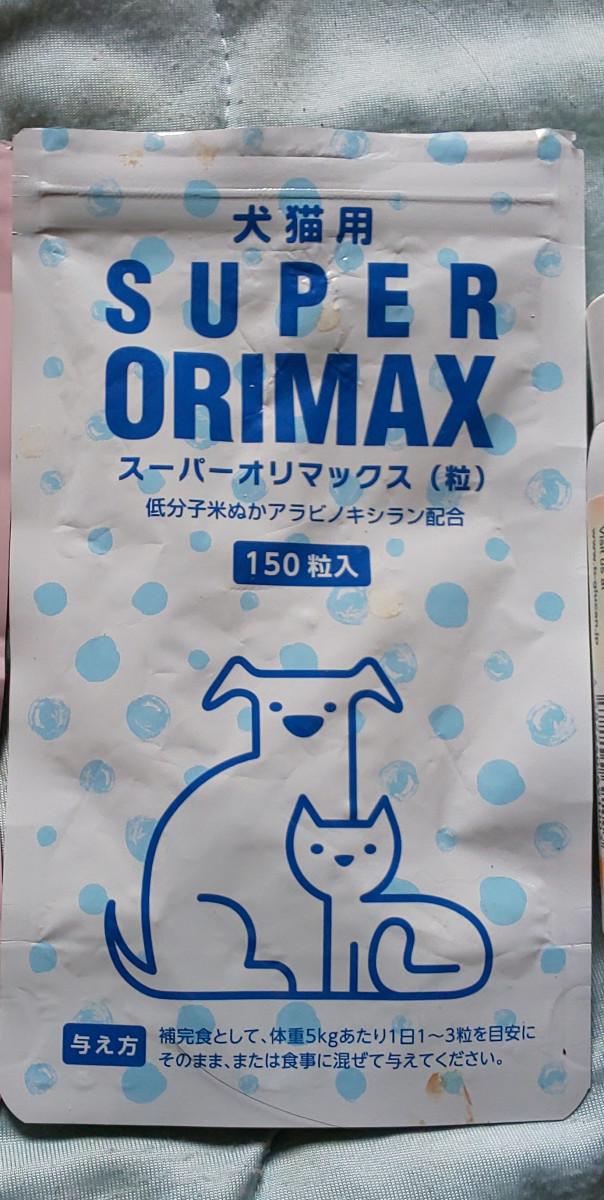 犬猫用
SUPER
ORIMAX
スーパーオリマックス（粒）
低分子米ぬかアラビノキシラン配合
150粒入
与え方
補完食として、体重5kgあたり1日1～3粒を目安に
そのまま、または食事に混ぜて与えてください。
Visit us